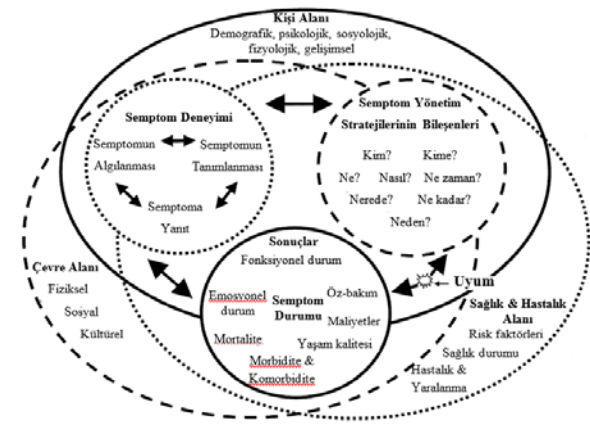 Kişi Alanı
Demografik, psikolojik, sosyolojik,
fizyolojik, gelişimsel
Semptom Deneyimi
Semptomun
Algılanması
Semptomun
Tanımlanması
Semptoma
Yanıt
Semptom Yönetim
Stratejilerinin Bileşenleri
Kim? Kime?
Ne? Nasıl? Ne zaman?
Nerede? Ne kadar?
Neden?
Sonuçlar
Fonksiyonel durum
Emosyonel
durum
Semptom
Durumu
Öz-bakım
Maliyetler
Mortalite
Yaşam kalitesi
Morbidite &
Komorbidite
Çevre Alanı
Fiziksel
Sosyal
Kültürel
Uyum
Sağlık & Hastalık
Alanı
Risk faktörleri
Sağlık durumu
Hastalık &
Yaralanma